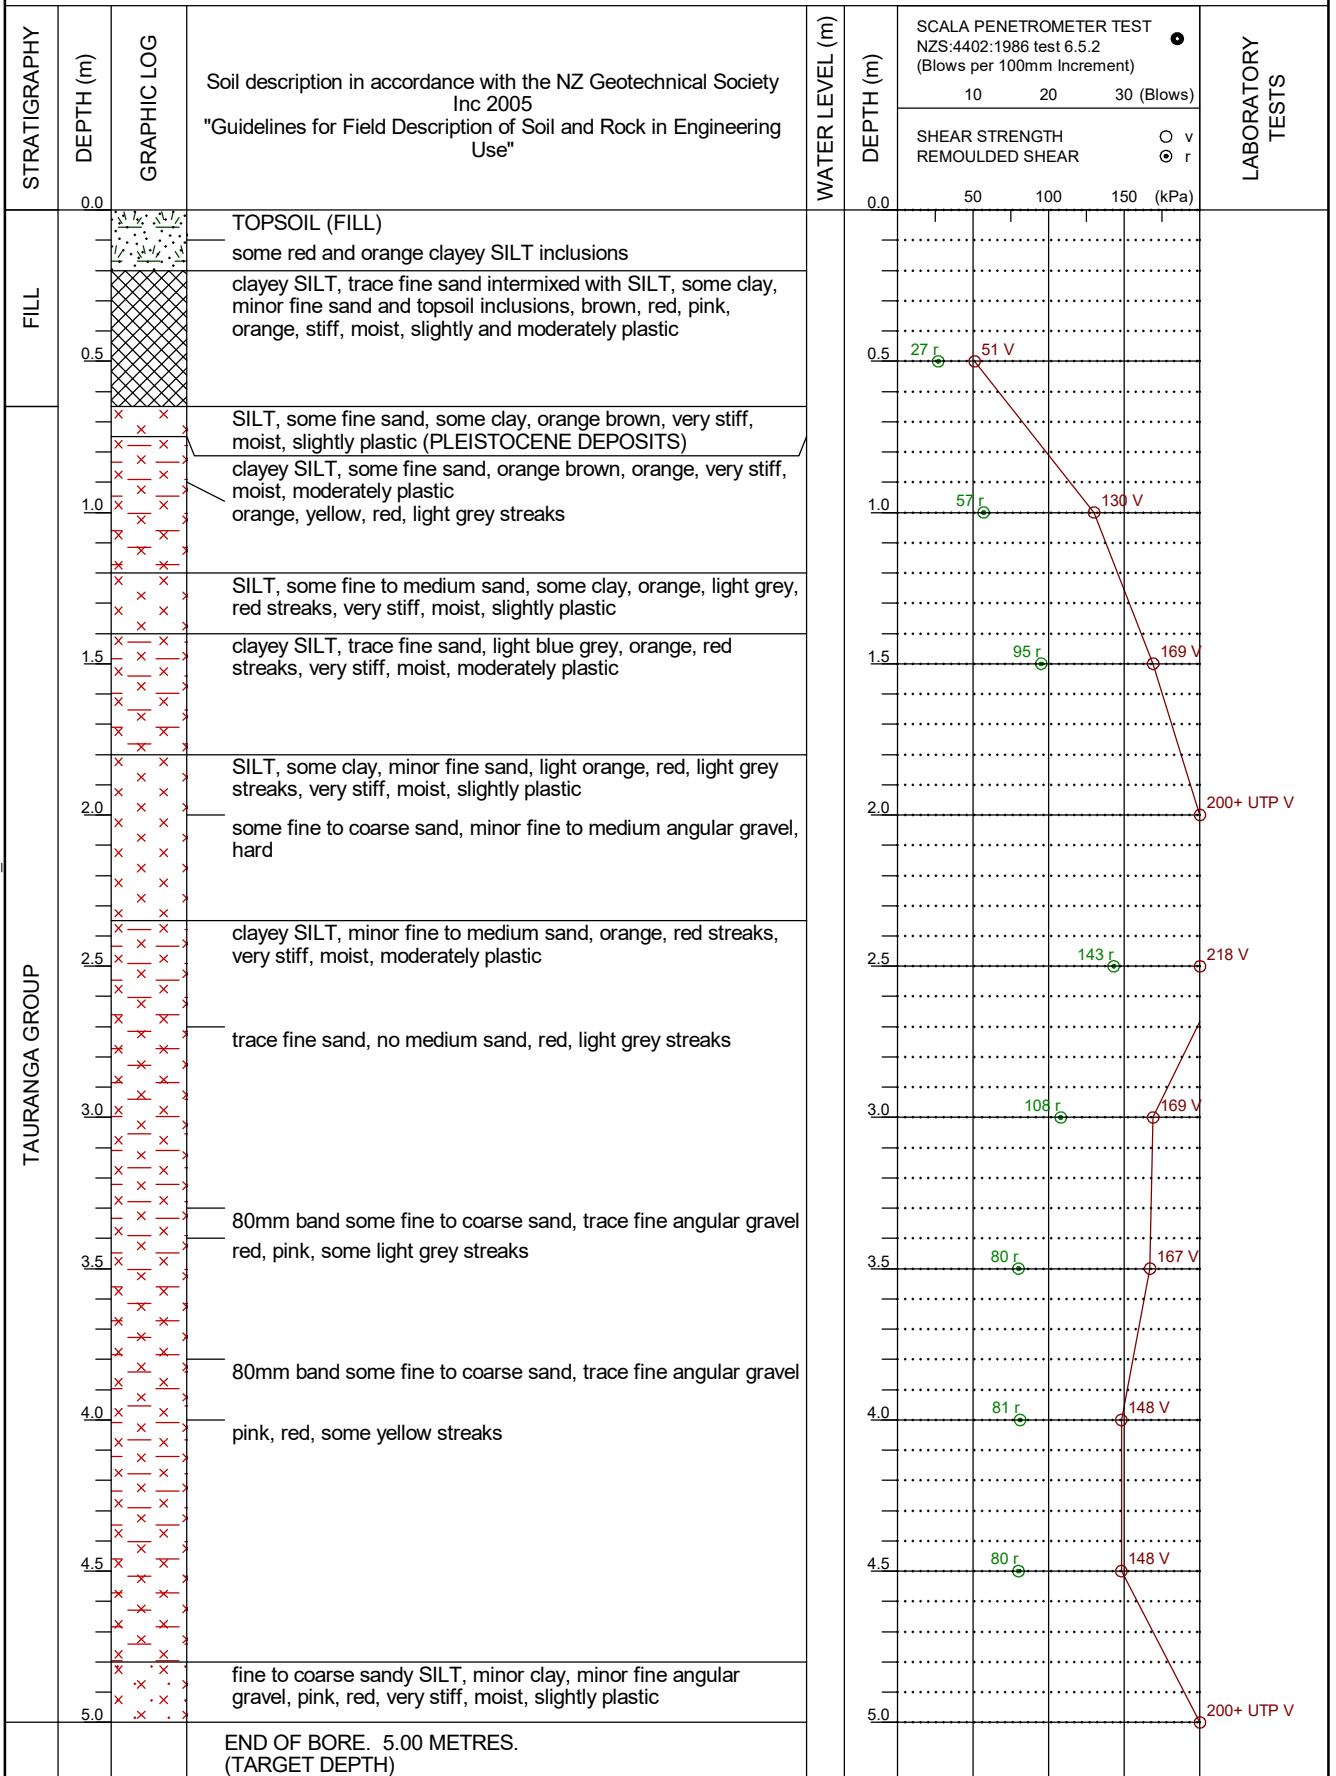 STRATIGRAPHY
DEPTH (m)
GRAPHIC LOG
Soil description in accordance with the NZ Geotechnical Society
Inc 2005
"Guidelines for Field Description of Soil and Rock in Engineering
Use"
WATER LEVEL (m)
DEPTH (m)
SCALA PENETROMETER TEST
NZS:4402:1986 test 6.5.2
(Blows per 100mm Increment)
10 20 30 (Blows)
SHEAR STRENGTH v
REMOULDED SHEAR r
50 100 150 (kPa)
LABORATORY
TESTS
0.0 0.0
FILL
TOPSOIL (FILL)
some red and orange clayey SILT inclusions
clayey SILT, trace fine sand intermixed with SILT, some clay,
minor fine sand and topsoil inclusions, brown, red, pink,
orange, stiff, moist, slightly and moderately plastic
0.5 0.5 27 r 51 V
TAURANGA GROUP
SILT, some fine sand, some clay, orange brown, very stiff,
moist, slightly plastic (PLEISTOCENE DEPOSITS)
clayey SILT, some fine sand, orange brown, orange, very stiff,
moist, moderately plastic
orange, yellow, red, light grey streaks
1.0 1.0 57 r 130 V
SILT, some fine to medium sand, some clay, orange, light grey,
red streaks, very stiff, moist, slightly plastic
clayey SILT, trace fine sand, light blue grey, orange, red
streaks, very stiff, moist, moderately plastic
1.5 1.5 95 r 169 V
SILT, some clay, minor fine sand, light orange, red, light grey
streaks, very stiff, moist, slightly plastic
2.0 2.0 200+ UTP V
some fine to coarse sand, minor fine to medium angular gravel,
hard
clayey SILT, minor fine to medium sand, orange, red streaks,
very stiff, moist, moderately plastic
2.5 2.5 143 r 218 V
trace fine sand, no medium sand, red, light grey streaks
3.0 3.0 108 r 169 V
80mm band some fine to coarse sand, trace fine angular gravel
red, pink, some light grey streaks
3.5 3.5 80 r 167 V
80mm band some fine to coarse sand, trace fine angular gravel
4.0 4.0 81 r 148 V
pink, red, some yellow streaks
4.5 4.5 80 r 148 V
fine to coarse sandy SILT, minor clay, minor fine angular
gravel, pink, red, very stiff, moist, slightly plastic
5.0 5.0 200+ UTP V
END OF BORE. 5.00 METRES.
(TARGET DEPTH)